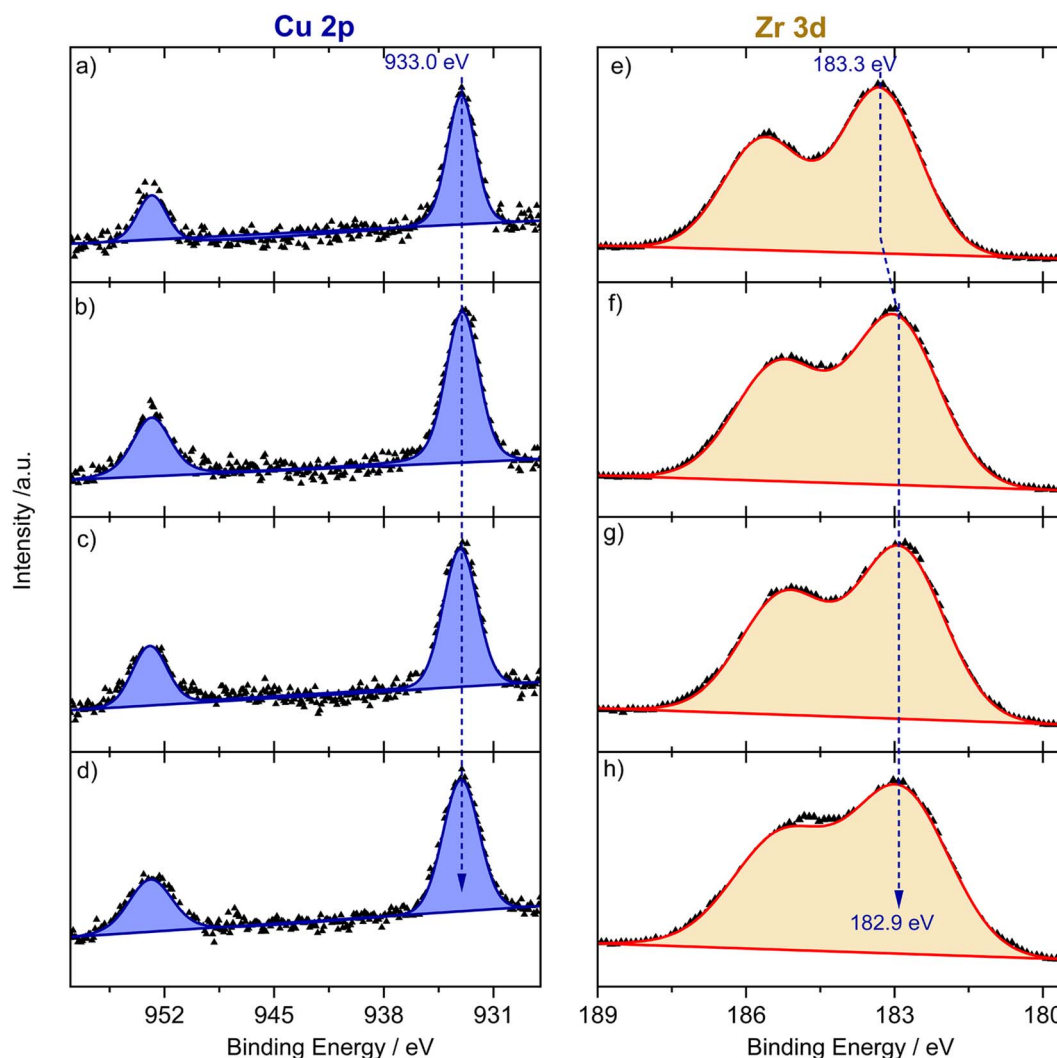 Cu 2p
Zr 3d
a)
933.0 eV
e)
183.3 eV
b)
f)
c)
g)
d)
h)
182.9 eV
Intensity /a.u.
952 945 938 931
189 186 183 180
Binding Energy / eV
Binding Energy / eV